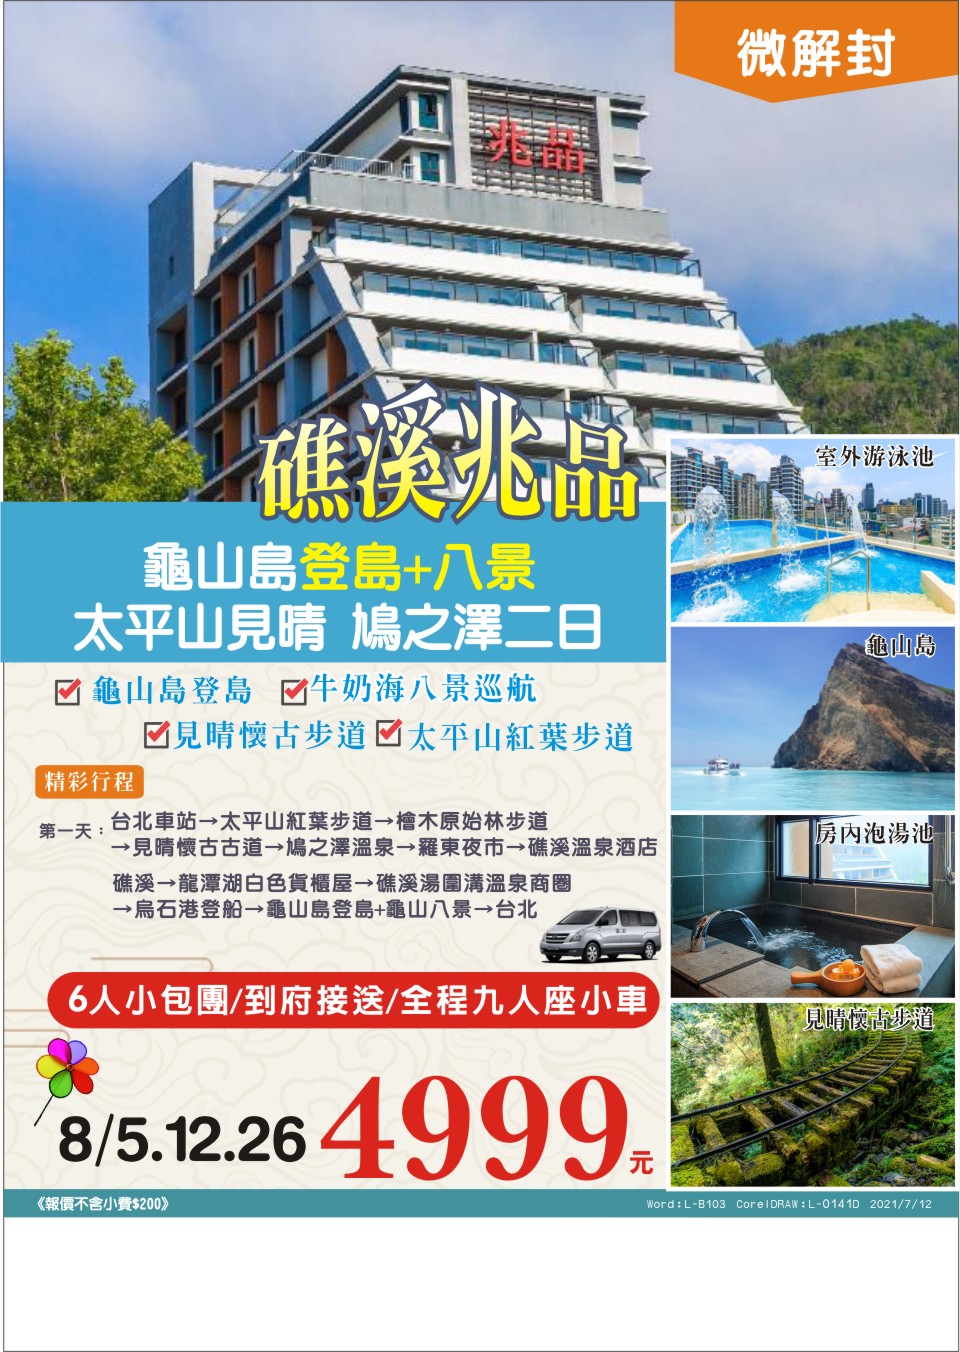 微解封
兆品
礁溪兆品
龜山島登島+八景
太平山見晴 鳩之澤二日
龜山島登島 牛奶海八景巡航
見晴懷古步道 太平山紅葉步道
精彩行程
第一天：台北車站→太平山紅葉步道→檜木原始林步道
→見晴懷古古道→鳩之澤溫泉→羅東夜市→礁溪溫泉酒店
礁溪→龍潭湖白色貨櫃屋→礁溪湯圍溝溫泉商圈
→烏石港登船→龜山島登島+龜山八景→台北
6人小包團/到府接送/全程九人座小車
8/5.12.26 4999元
室外游泳池
龜山島
房內泡湯池
見晴懷古步道
《報價不含小費$200》
Word:L-B103 CorelDRAW:L-0141D 2021/7/12